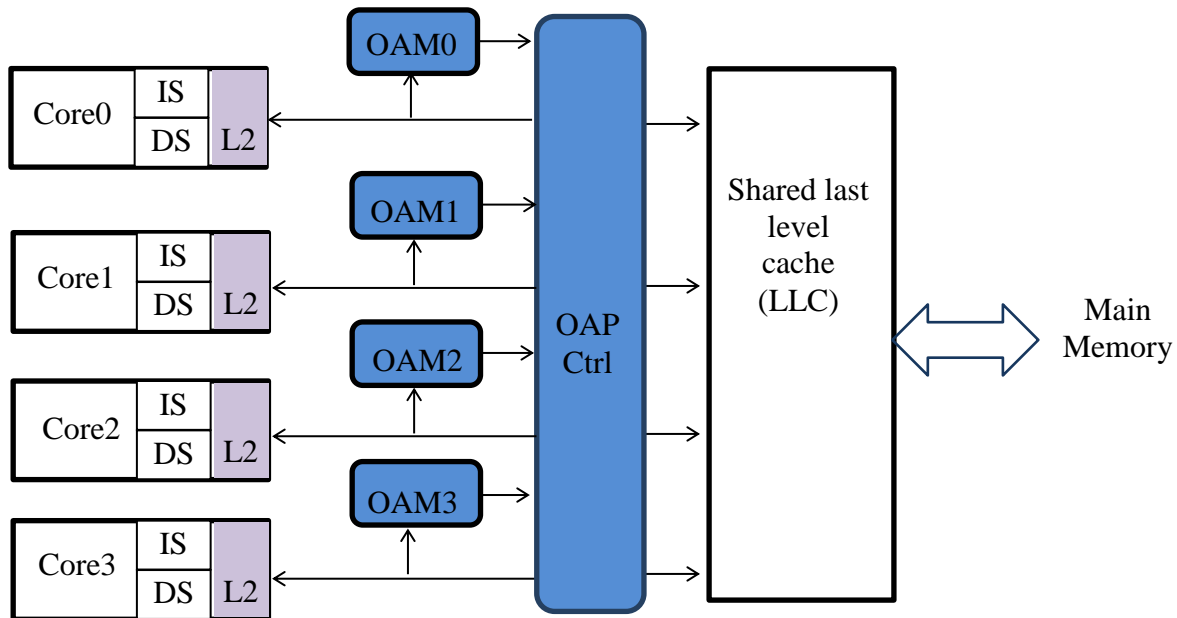 OAM0
Core0
IS
DS
L2
OAM1
Core1
IS
DS
L2
OAM2
Core2
IS
DS
L2
OAM3
Core3
IS
DS
L2
OAP
Ctrl
Shared last
level
cache
(LLC)
Main
Memory